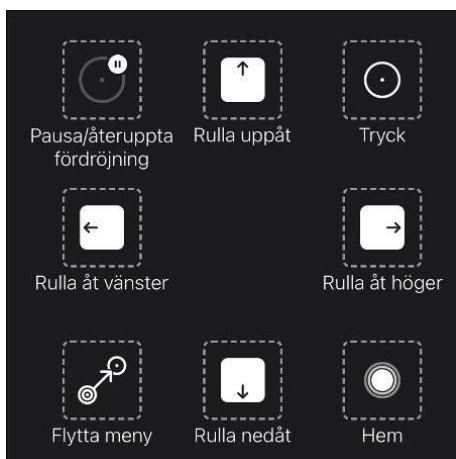 Pausa/återuppta
fördröjning
Rulla uppåt
Tryck
Rulla åt vänster
Rulla åt höger
Flytta meny
Rulla nedåt
Hem